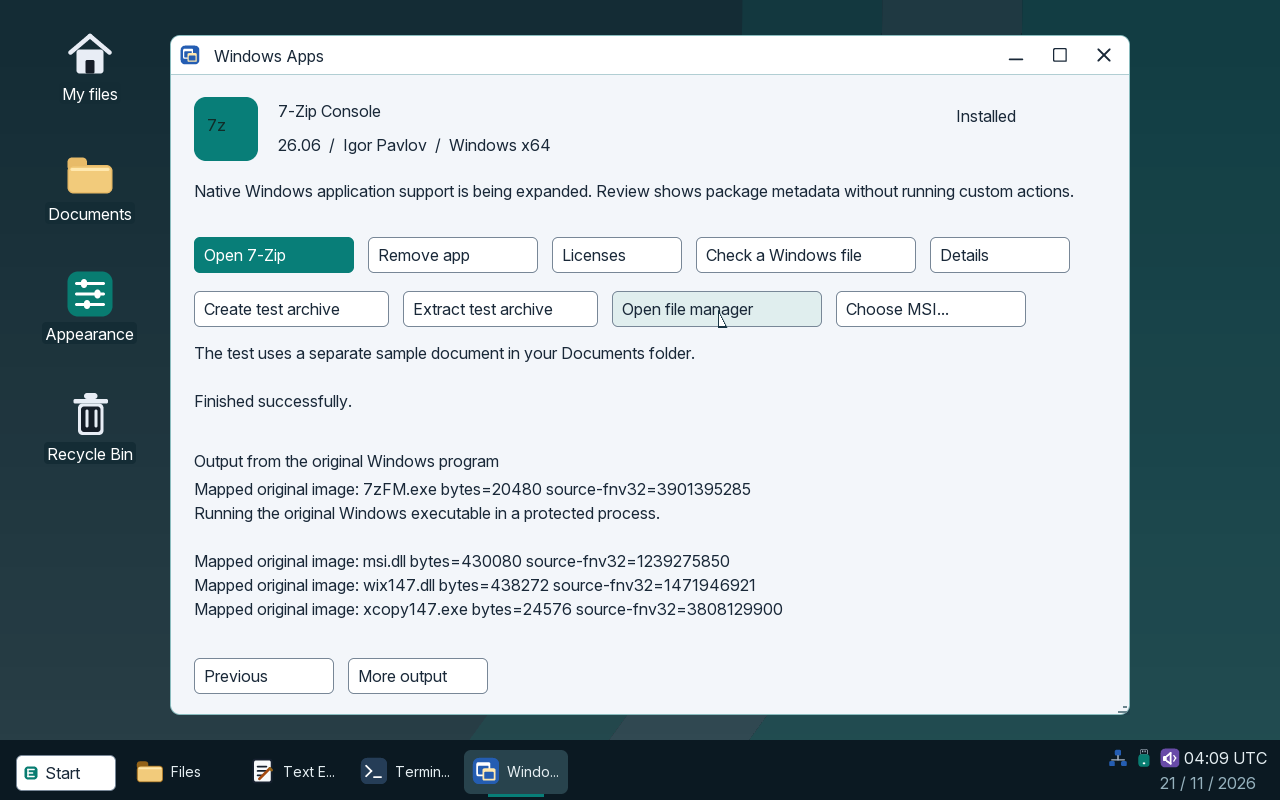 My files
Documents
Appearance
Recycle Bin
Windows Apps
7z
7-Zip Console
26.06 / Igor Pavlov / Windows x64
Installed
Native Windows application support is being expanded. Review shows package metadata without running custom actions.
Open 7-Zip
Remove app
Licenses
Check a Windows file
Details
Create test archive
Extract test archive
Open file manager
Choose MSI...
The test uses a separate sample document in your Documents folder.
Finished successfully.
Output from the original Windows program
Mapped original image: 7zFM.exe bytes=20480 source-fnv32=3901395285
Running the original Windows executable in a protected process.
Mapped original image: msi.dll bytes=430080 source-fnv32=1239275850
Mapped original image: wix147.dll bytes=438272 source-fnv32=1471946921
Mapped original image: xcopy147.exe bytes=24576 source-fnv32=3808129900
Previous
More output
Start
Files
Text E...
Termin...
Windo...
04:09 UTC
21 / 11 / 2026